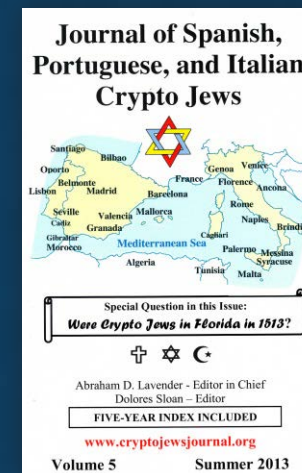 Journal of Spanish,
Portuguese, and Italian
Crypto Jews
Santiago
Bilbao
Oporto
Belmonte
Lisbon
Madrid
Barcelona
France
Genoa
Venice
Florence
Ancona
Rome
Seville
Valencia
Mallorca
Naples
Brindi
Cadiz
Granada
Cagliari
Gibraltar
Mediterranean Sea
Palermo
Messina
Morocco
Syracuse
Algeria
Tunisia
Malta
Special Question in this Issue:
Were Crypto Jews in Florida in 1513?
Abraham D. Lavender - Editor in Chief
Dolores Sloan – Editor
FIVE-YEAR INDEX INCLUDED
www.cryptojewsjournal.org
Volume 5 Summer 2013